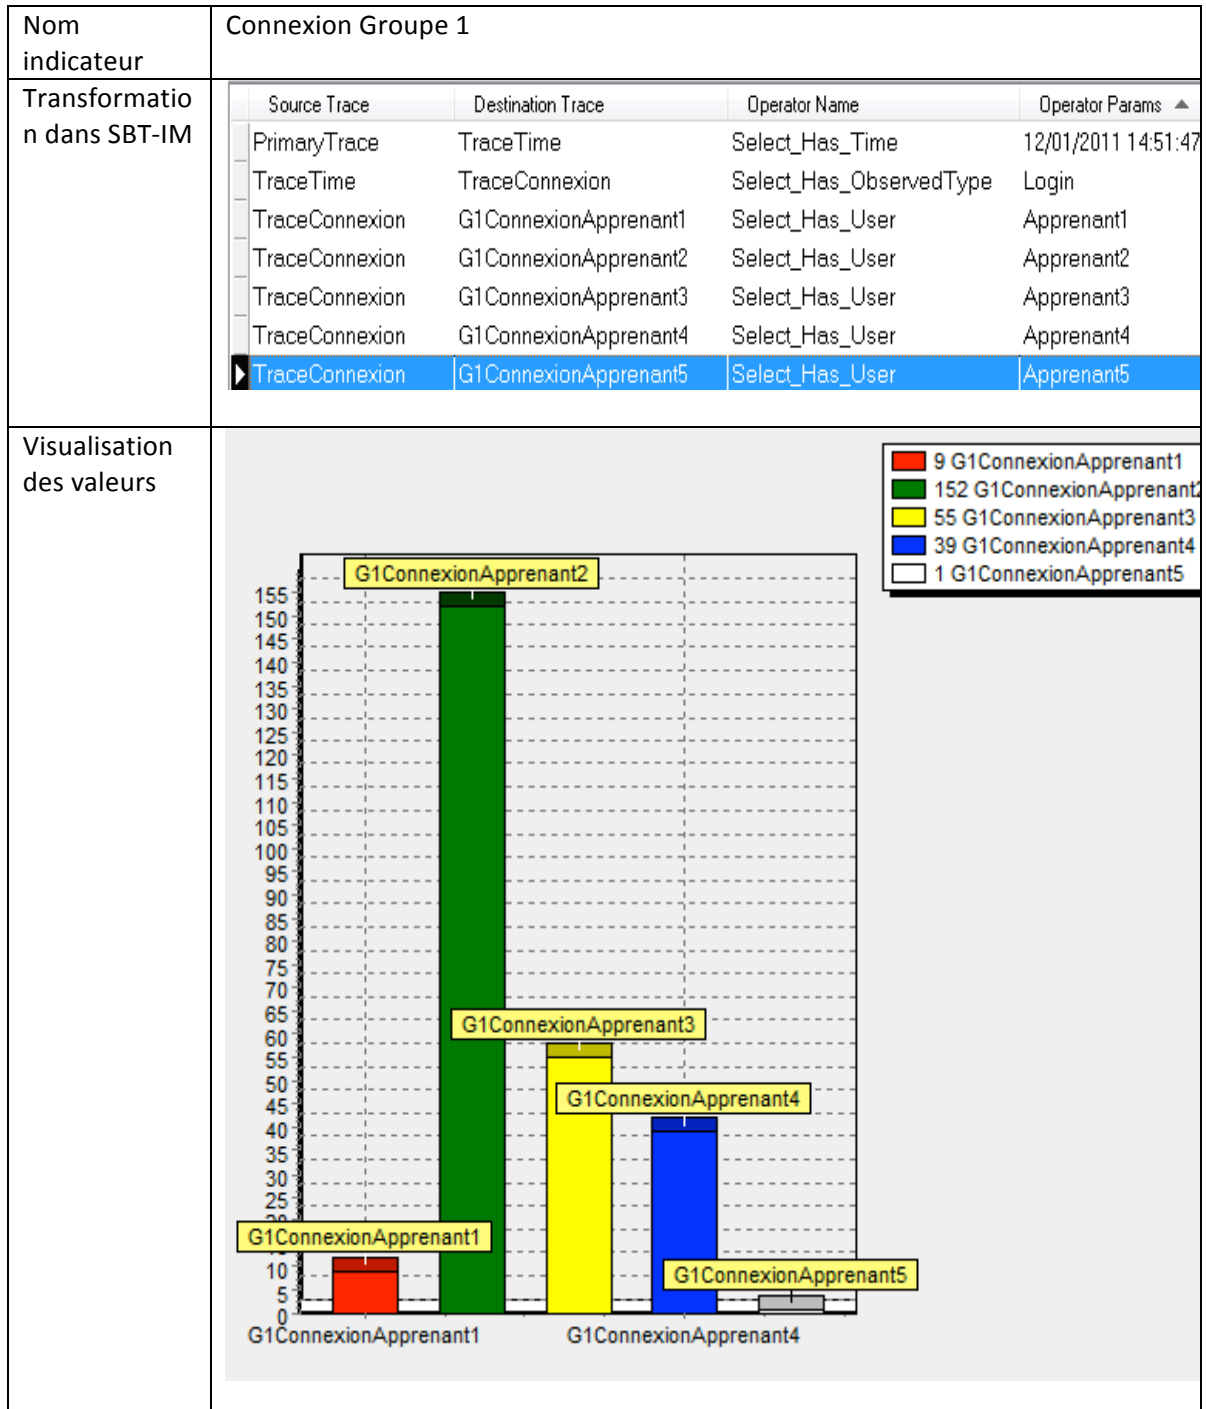 Nom indicateur
Connexion Groupe 1
Transformatio
n dans SBT-IM
Source Trace Destination Trace Operator Name Operator Params
PrimaryTrace TraceTime Select_Has_Time 12/01/2011 14:51:47
TraceTime TraceConnexion Select_Has_ObservedType Login
TraceConnexion G1ConnexionApprenant1 Select_Has_User Apprenant1
TraceConnexion G1ConnexionApprenant2 Select_Has_User Apprenant2
TraceConnexion G1ConnexionApprenant3 Select_Has_User Apprenant3
TraceConnexion G1ConnexionApprenant4 Select_Has_User Apprenant4
TraceConnexion G1ConnexionApprenant5 Select_Has_User Apprenant5
Visualisation
des valeurs
9 G1ConnexionApprenant1
152 G1ConnexionApprenant2
55 G1ConnexionApprenant3
39 G1ConnexionApprenant4
1 G1ConnexionApprenant5
G1ConnexionApprenant2
155
150
145
140
135
130
125
120
115
110
105
100
95
90
85
80
75
70
65
G1ConnexionApprenant3
60
55
50
G1ConnexionApprenant4
45
40
35
30
25
G1ConnexionApprenant1
10
G1ConnexionApprenant5
5
0
G1ConnexionApprenant1 G1ConnexionApprenant4